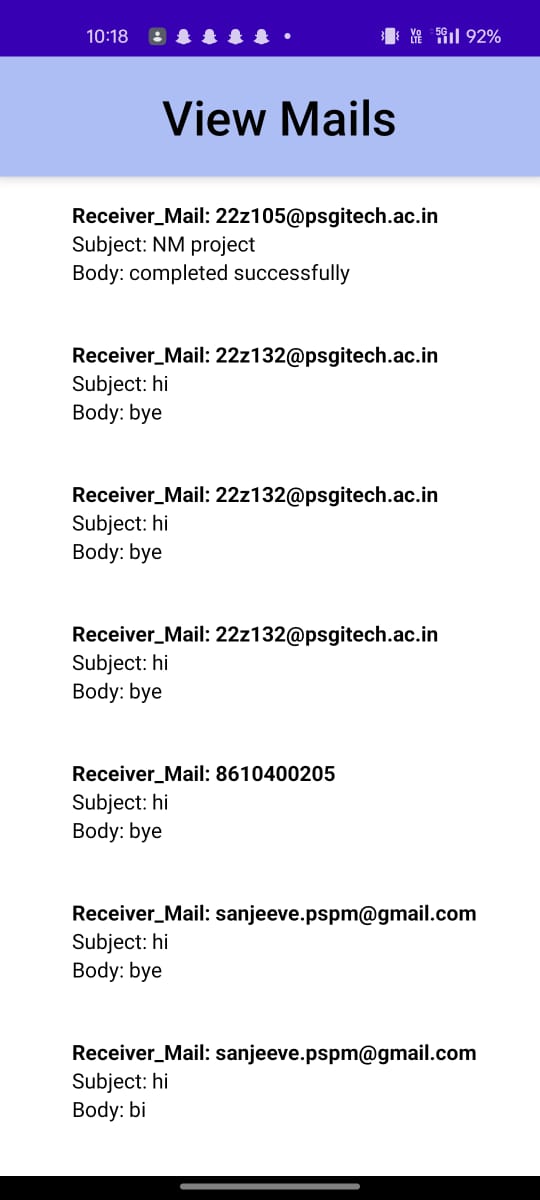 10:18 Vo LTE 5G 92%
View Mails
Receiver_Mail: 22z105@psgitech.ac.in
Subject: NM project
Body: completed successfully
Receiver_Mail: 22z132@psgitech.ac.in
Subject: hi
Body: bye
Receiver_Mail: 22z132@psgitech.ac.in
Subject: hi
Body: bye
Receiver_Mail: 22z132@psgitech.ac.in
Subject: hi
Body: bye
Receiver_Mail: 8610400205
Subject: hi
Body: bye
Receiver_Mail: sanjeeve.pspm@gmail.com
Subject: hi
Body: bye
Receiver_Mail: sanjeeve.pspm@gmail.com
Subject: hi
Body: bi